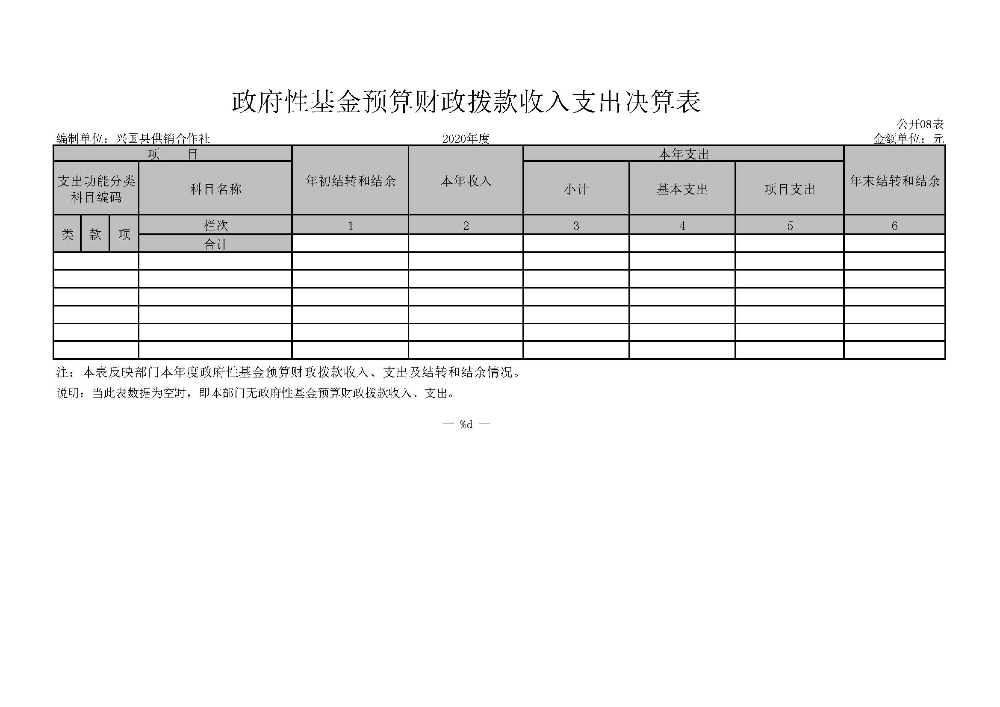 政府性基金预算财政拨款收入支出决算表
公开08表
编制单位：兴国县供销合作社 2020年度 金额单位：元
项 目 年初结转和结余 本年收入 本年支出 年末结转和结余
支出功能分类
科目编码
科目名称 小计 基本支出 项目支出
类 款 项 栏次 1 2 3 4 5 6
合计
注：本表反映部门本年度政府性基金预算财政拨款收入、支出及结转和结余情况。
说明：当此表数据为空时，即本部门无政府性基金预算财政拨款收入、支出。
— %d —